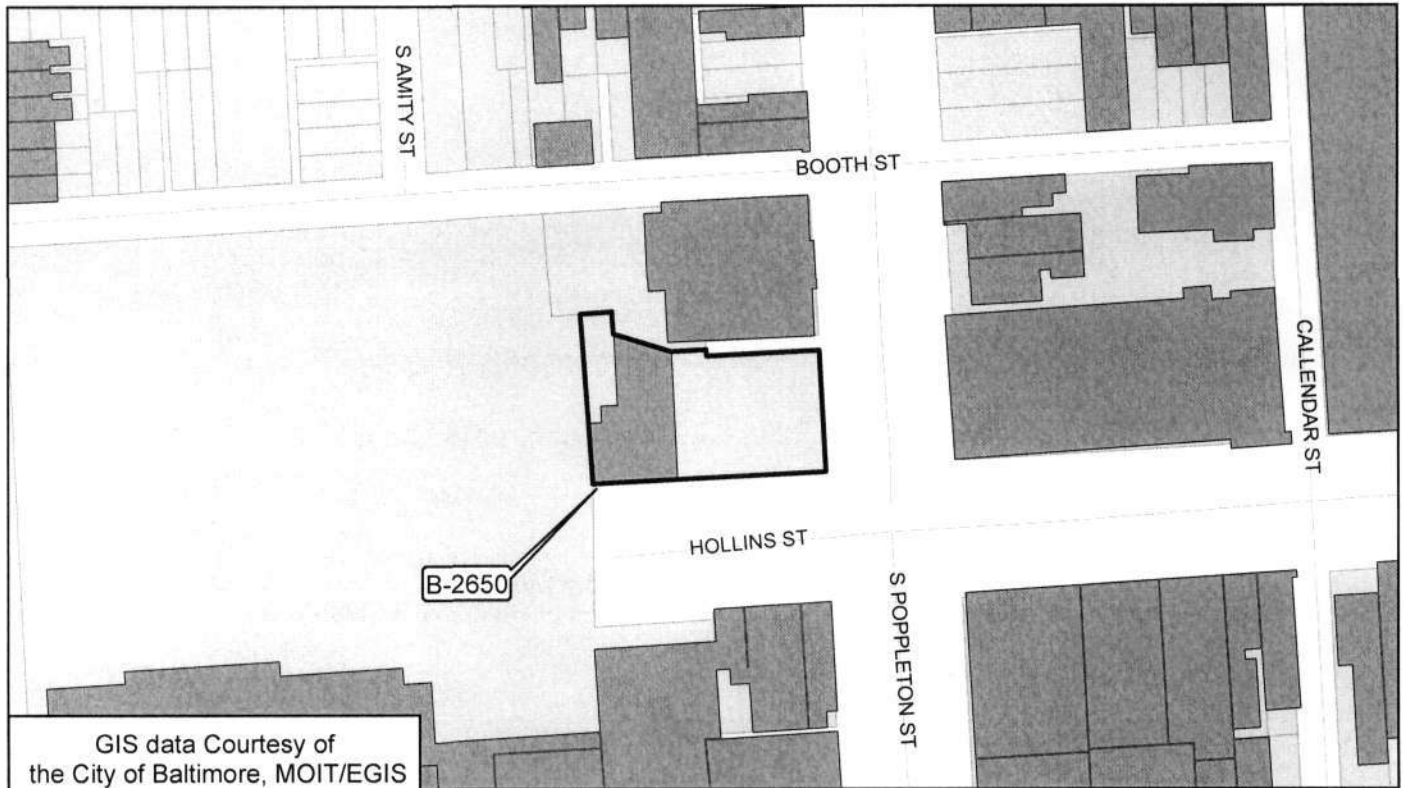 S AMITY ST
BOOTH ST
CALLENDAR ST
HOLLINS ST
B-2650
S POPPLETON ST
GIS data Courtesy of
the City of Baltimore, MOIT/EGIS